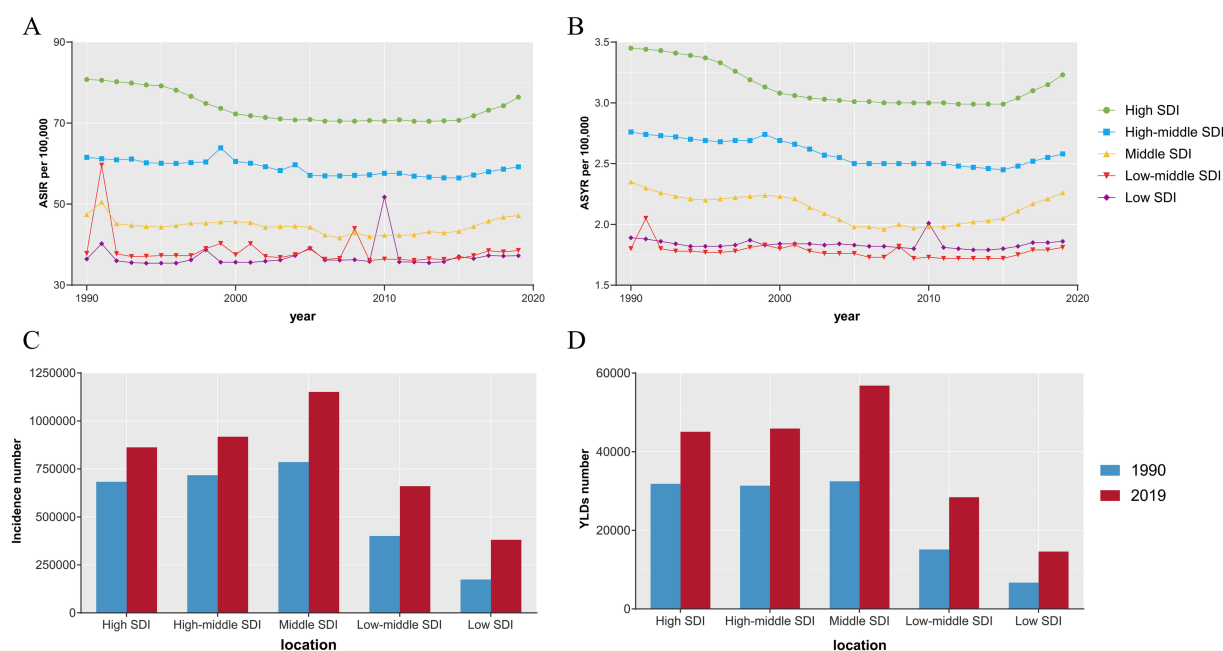 A
90
70
50
30
ASIR per 100,000
1990
2000
2010
2020
year
B
3.5
3.0
2.5
2.0
1.5
ASYR per 100,000
1990
2000
2010
2020
year
High SDI
High-middle SDI
Middle SDI
Low-middle SDI
Low SDI
C
1250000
1000000
750000
500000
250000
0
Incidence number
High SDI
High-middle SDI
Middle SDI
Low-middle SDI
Low SDI
location
D
60000
40000
20000
0
YLDs number
High SDI
High-middle SDI
Middle SDI
Low-middle SDI
Low SDI
location
1990
2019